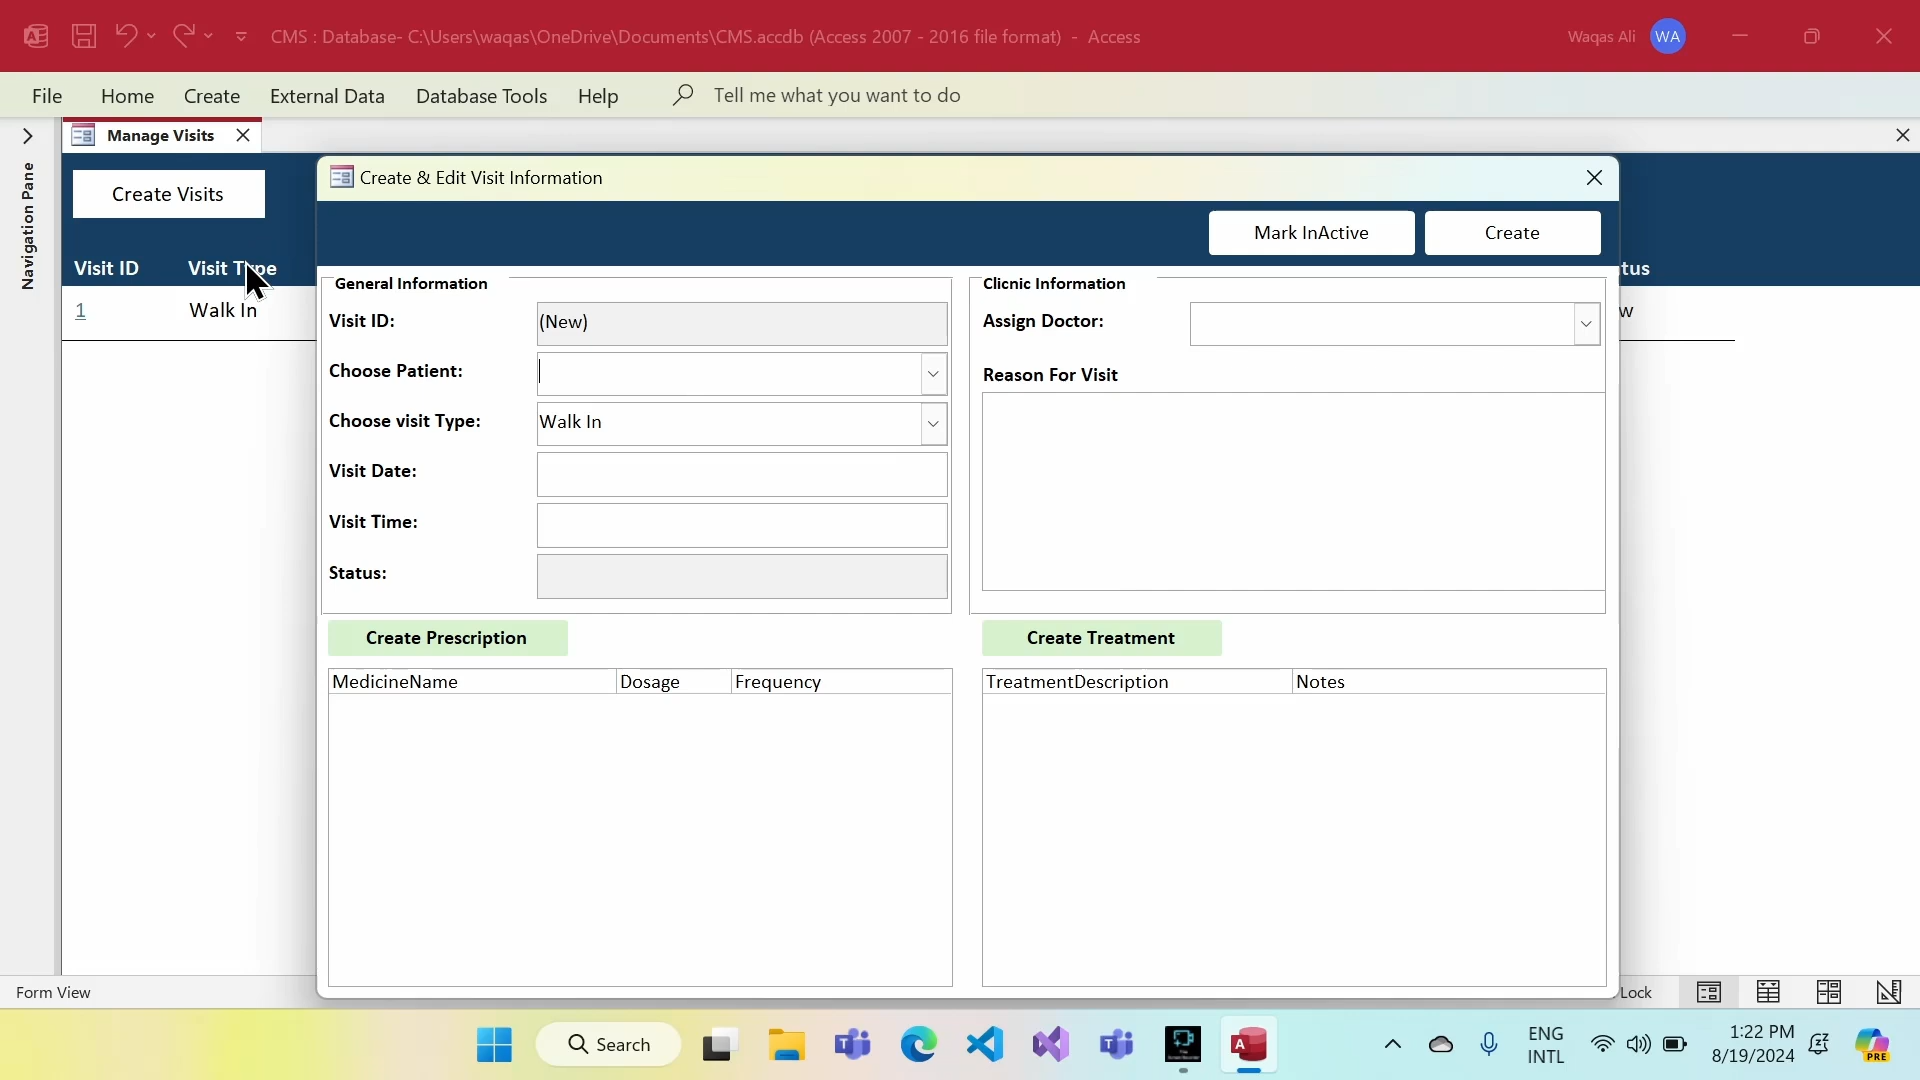 CMS : Database- C:\Users\waqas\OneDrive\Documents\CMS.accdb (Access 2007 - 2016 file format) - Access
Waqas Ali WA
File Home Create External Data Database Tools Help Tell me what you want to do
Manage Visits
Navigation Pane
Create Visits
Visit ID Visit Type
1 Walk In
tus
w
Create & Edit Visit Information
Mark InActive Create
General Information
Visit ID: (New)
Choose Patient:
Choose visit Type: Walk In
Visit Date:
Visit Time:
Status:
Clicnic Information
Assign Doctor:
Reason For Visit
Create Prescription
MedicineName Dosage Frequency
Create Treatment
TreatmentDescription Notes
Form View
Lock
Search
ENG
INTL
1:22 PM
8/19/2024
PRE